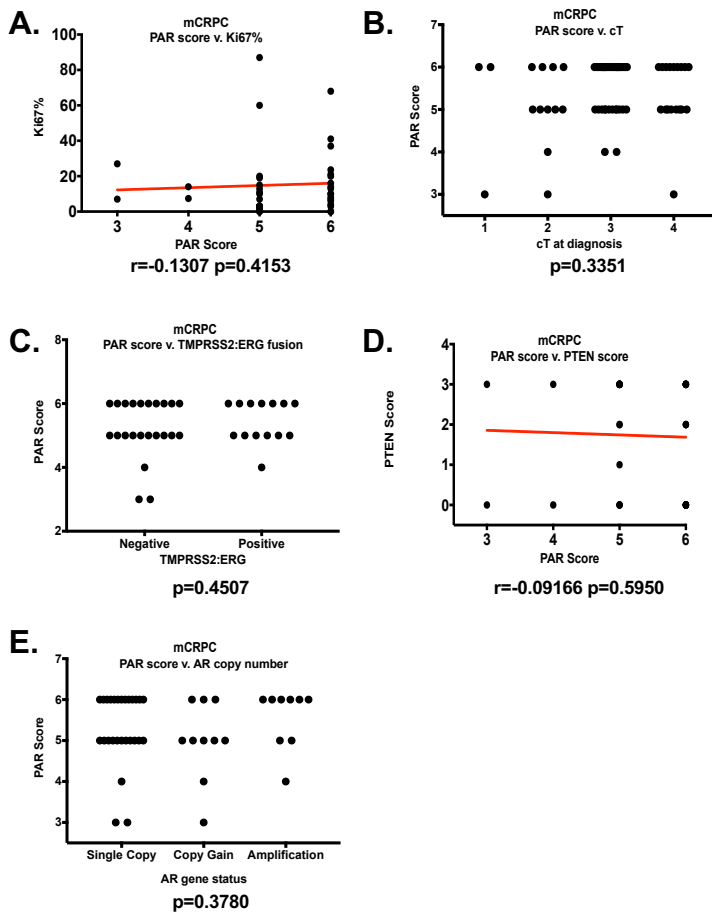 A.
mCRPC
PAR score v. Ki67%
Ki67%
100
80
60
40
20
0
3 4 5 6
PAR Score
r=-0.1307 p=0.4153
B.
mCRPC
PAR score v. cT
PAR Score
7
6
5
4
3
1 2 3 4
cT at diagnosis
p=0.3351
C.
mCRPC
PAR score v. TMPRSS2:ERG fusion
PAR Score
8
6
4
2
Negative Positive
TMPRSS2:ERG
p=0.4507
D.
mCRPC
PAR score v. PTEN score
PTEN Score
4
3
2
1
0
3 4 5 6
PAR Score
r=-0.09166 p=0.5950
E.
mCRPC
PAR score v. AR copy number
PAR Score
7
6
5
4
3
Single Copy Copy Gain Amplification
AR gene status
p=0.3780